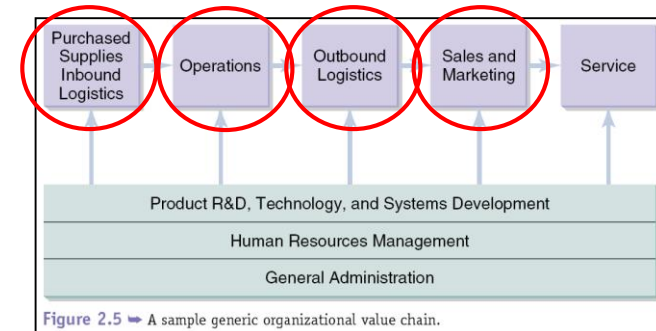 Purchased
Supplies
Inbound
Logistics
Operations
Outbound
Logistics
Sales and
Marketing
Service
Product R&D, Technology, and Systems Development
Human Resources Management
General Administration
Figure 2.5 ➥ A sample generic organizational value chain.